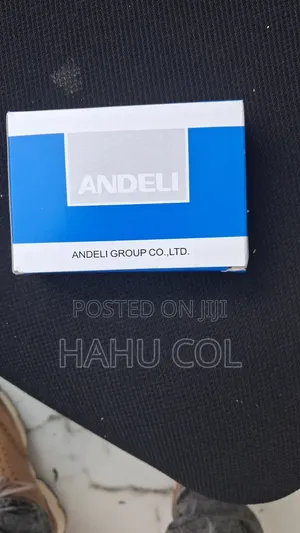 ANDELI
ANDELI GROUP CO.,LTD.
POSTED ON JIJI
HAHU COL